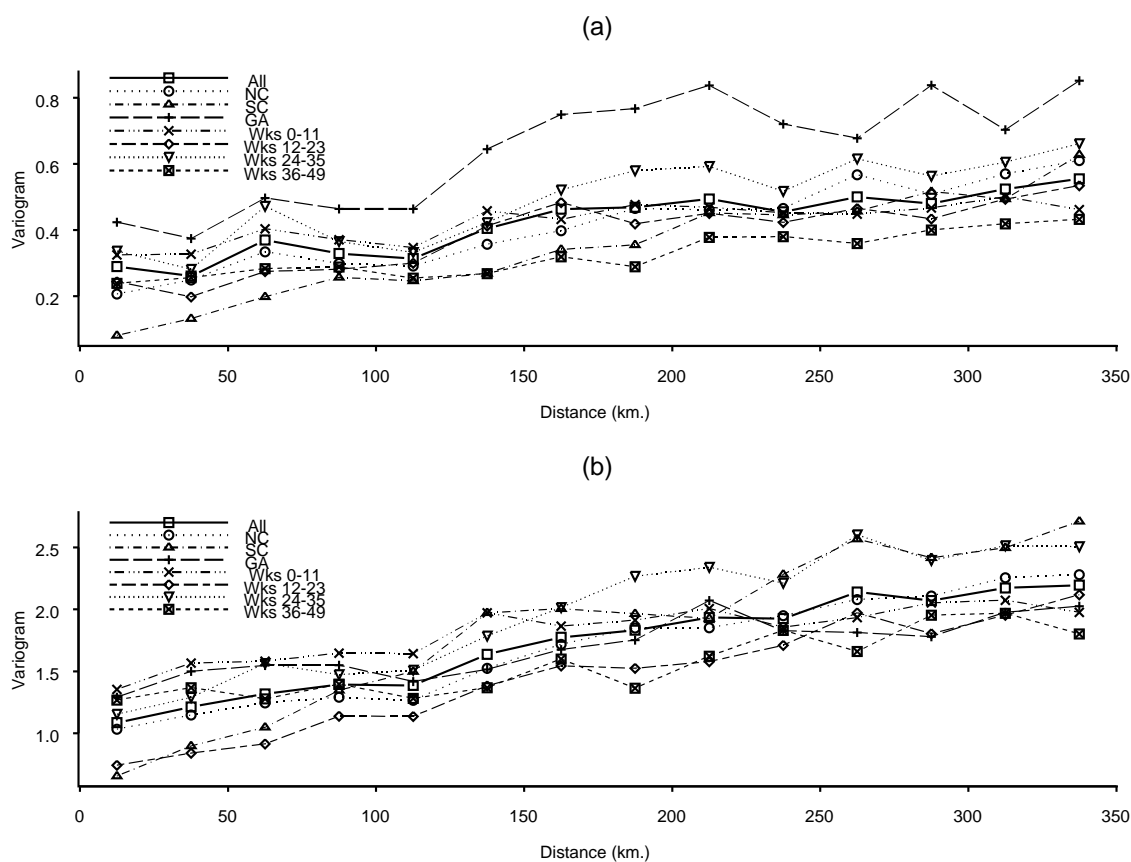 (a)
Variogram
0.8
0.6
0.4
0.2
All
NC
SC
GA
Wks 0-11
Wks 12-23
Wks 24-35
Wks 36-49
0 50 100 150 200 250 300 350
Distance (km.)
(b)
Variogram
2.5
2.0
1.5
1.0
All
NC
SC
GA
Wks 0-11
Wks 12-23
Wks 24-35
Wks 36-49
0 50 100 150 200 250 300 350
Distance (km.)